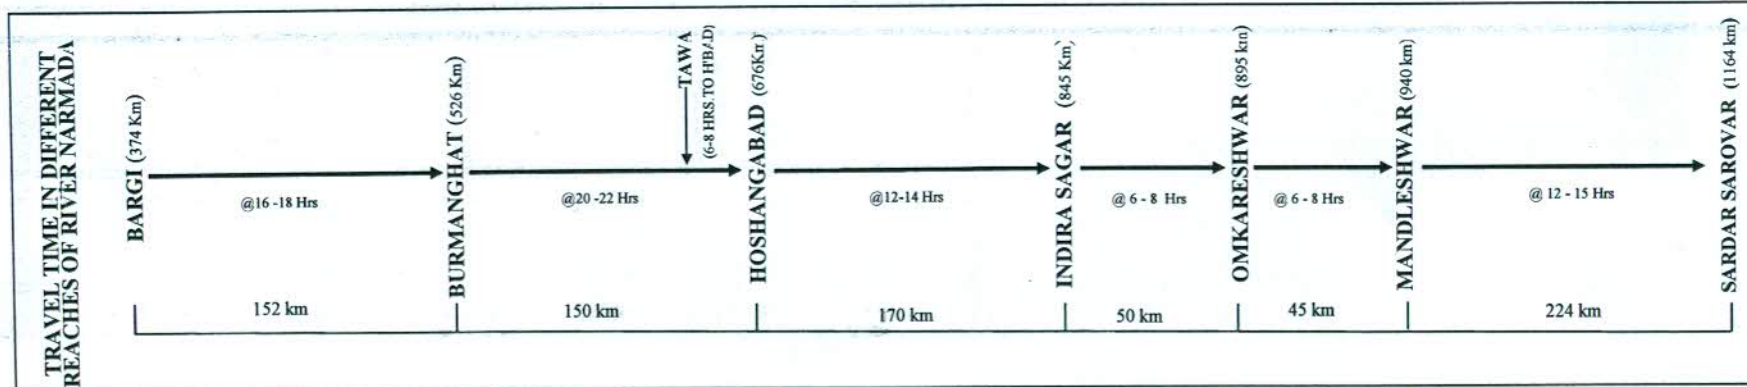 TRAVEL TIME IN DIFFERENT
REACHES OF RIVER NARMADA
BARGI (374 Km)
@16 -18 Hrs
BURMANGHAT (526 Km)
@20 -22 Hrs
TAWA
(6-8 HRS.TO H'BAD)
HOSHANGABAD (676Km)
@12-14 Hrs
INDIRA SAGAR (845 Km)
@ 6 - 8 Hrs
OMKARESHWAR (895 km)
@ 6 - 8 Hrs
MANDLESHWAR (940 km)
@ 12 - 15 Hrs
SARDAR SAROVAR (1164 km)
152 km
150 km
170 km
50 km
45 km
224 km